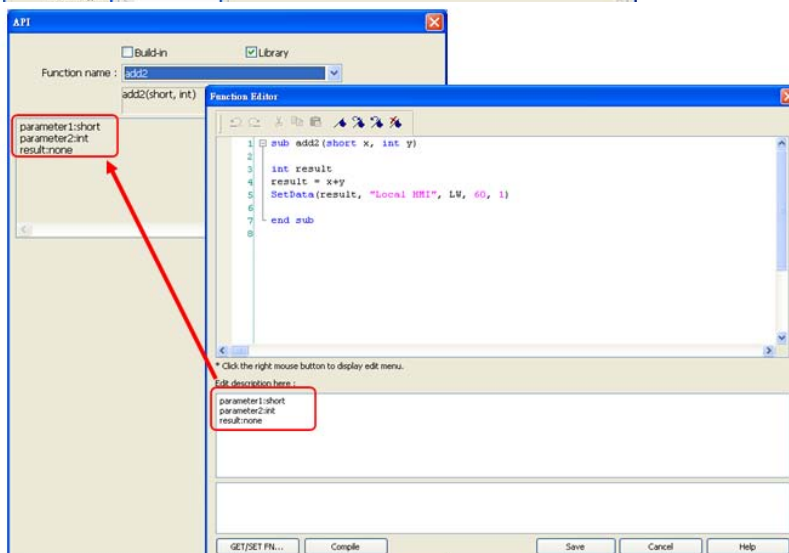 API
Build-in
Library
Function name :
add2
add2(short, int)
parameter1:short
parameter2:int
result:none
Function Editor
1 sub add2(short x, int y)
2
3 int result
4 result = x+y
5 SetData(result, "Local HMI", LW, 60, 1)
6
7 end sub
8
* Click the right mouse button to display edit menu.
Edit description here :
parameter1:short
parameter2:int
result:none
GET/SET FN...
Compile
Save
Cancel
Help